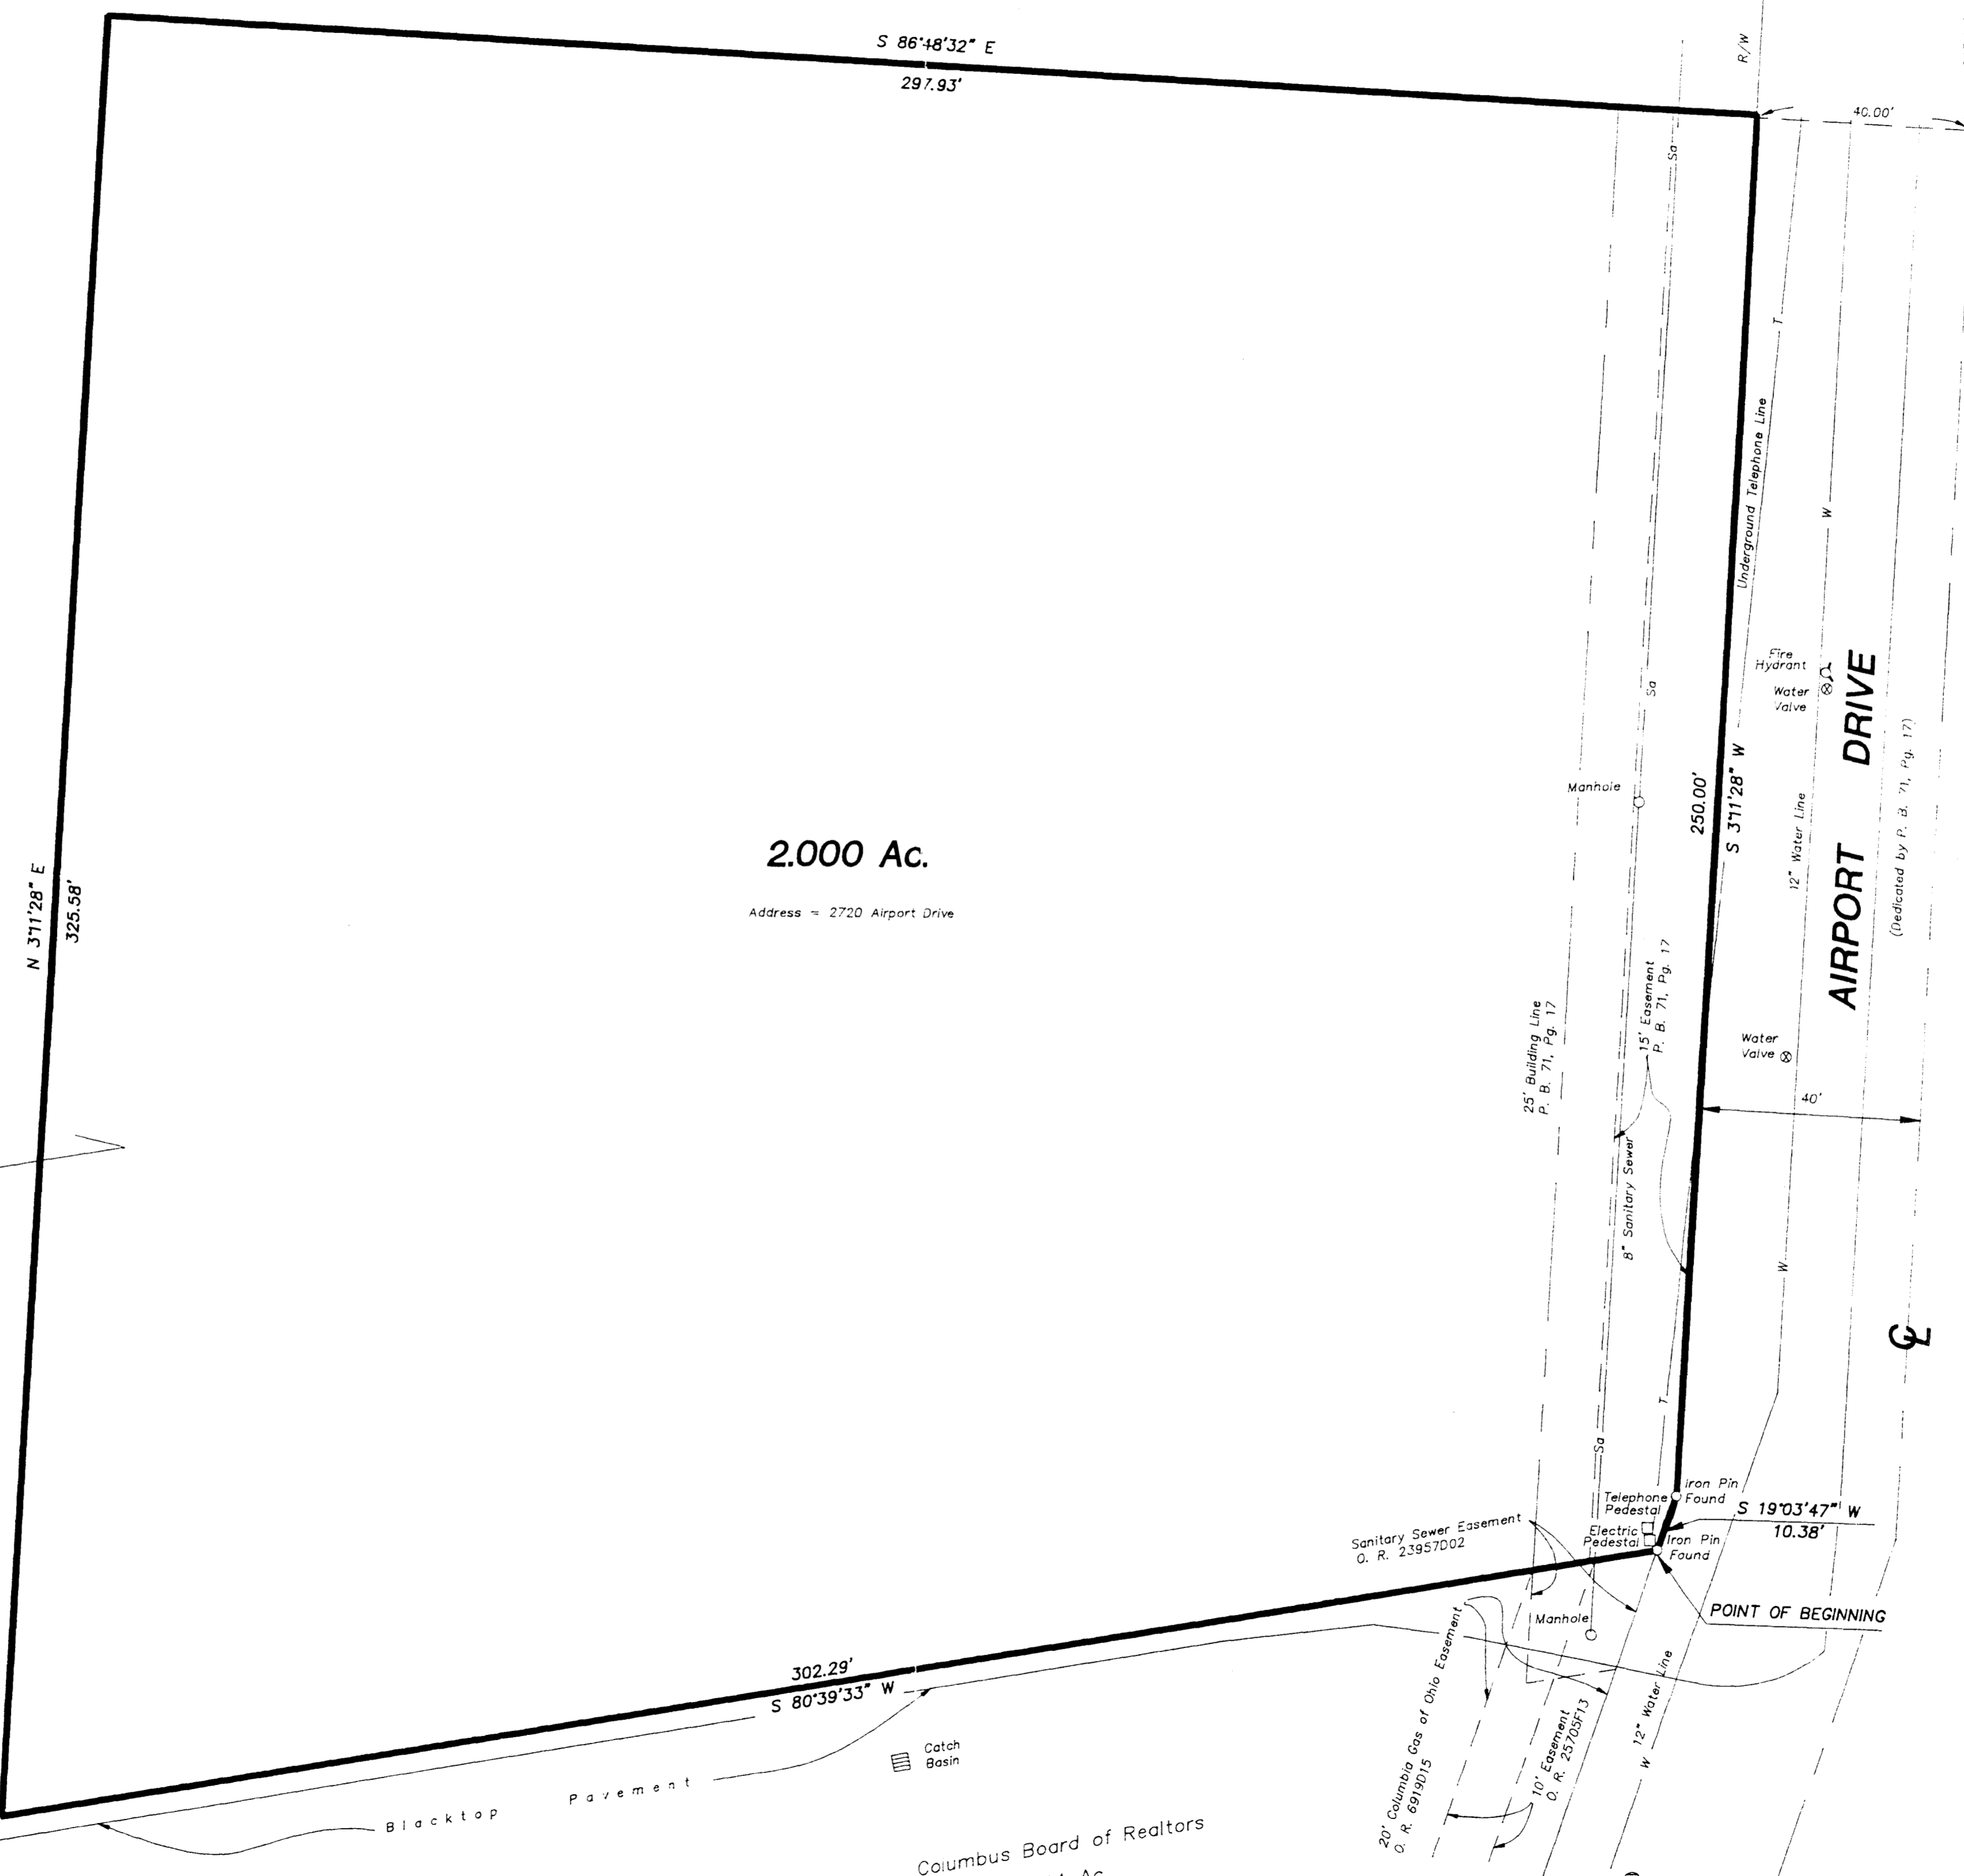 S 86°48'32" E
297.93'
R/W
40.00'
Sa
T
Underground Telephone Line
W
Fire
Hydrant
Water
Valve
Sa
250.00'
S 3°11'28" W
Manhole
12" Water Line
AIRPORT DRIVE
(Dedicated by P. B. 71, Pg. 17)
2.000 Ac.
Address = 2720 Airport Drive
N 3°11'28" E
325.58'
15' Easement
P. B. 71, Pg. 17
25' Building Line
P. B. 71, Pg. 17
Water
Valve
40'
8" Sanitary Sewer
W
T
Sa
Iron Pin
Found
Telephone
Pedestal
S 19°03'47" W
10.38'
Electric
Pedestal
Iron Pin
Found
Sanitary Sewer Easement
O. R. 23957D02
POINT OF BEGINNING
Manhole
302.29'
S 80°39'33" W
Catch
Basin
Blacktop Pavement
20' Columbia Gas of Ohio Easement
O. R. 6919D15
10' Easement
O. R. 25705F13
W 12" Water Line
Columbus Board of Realtors
Ac